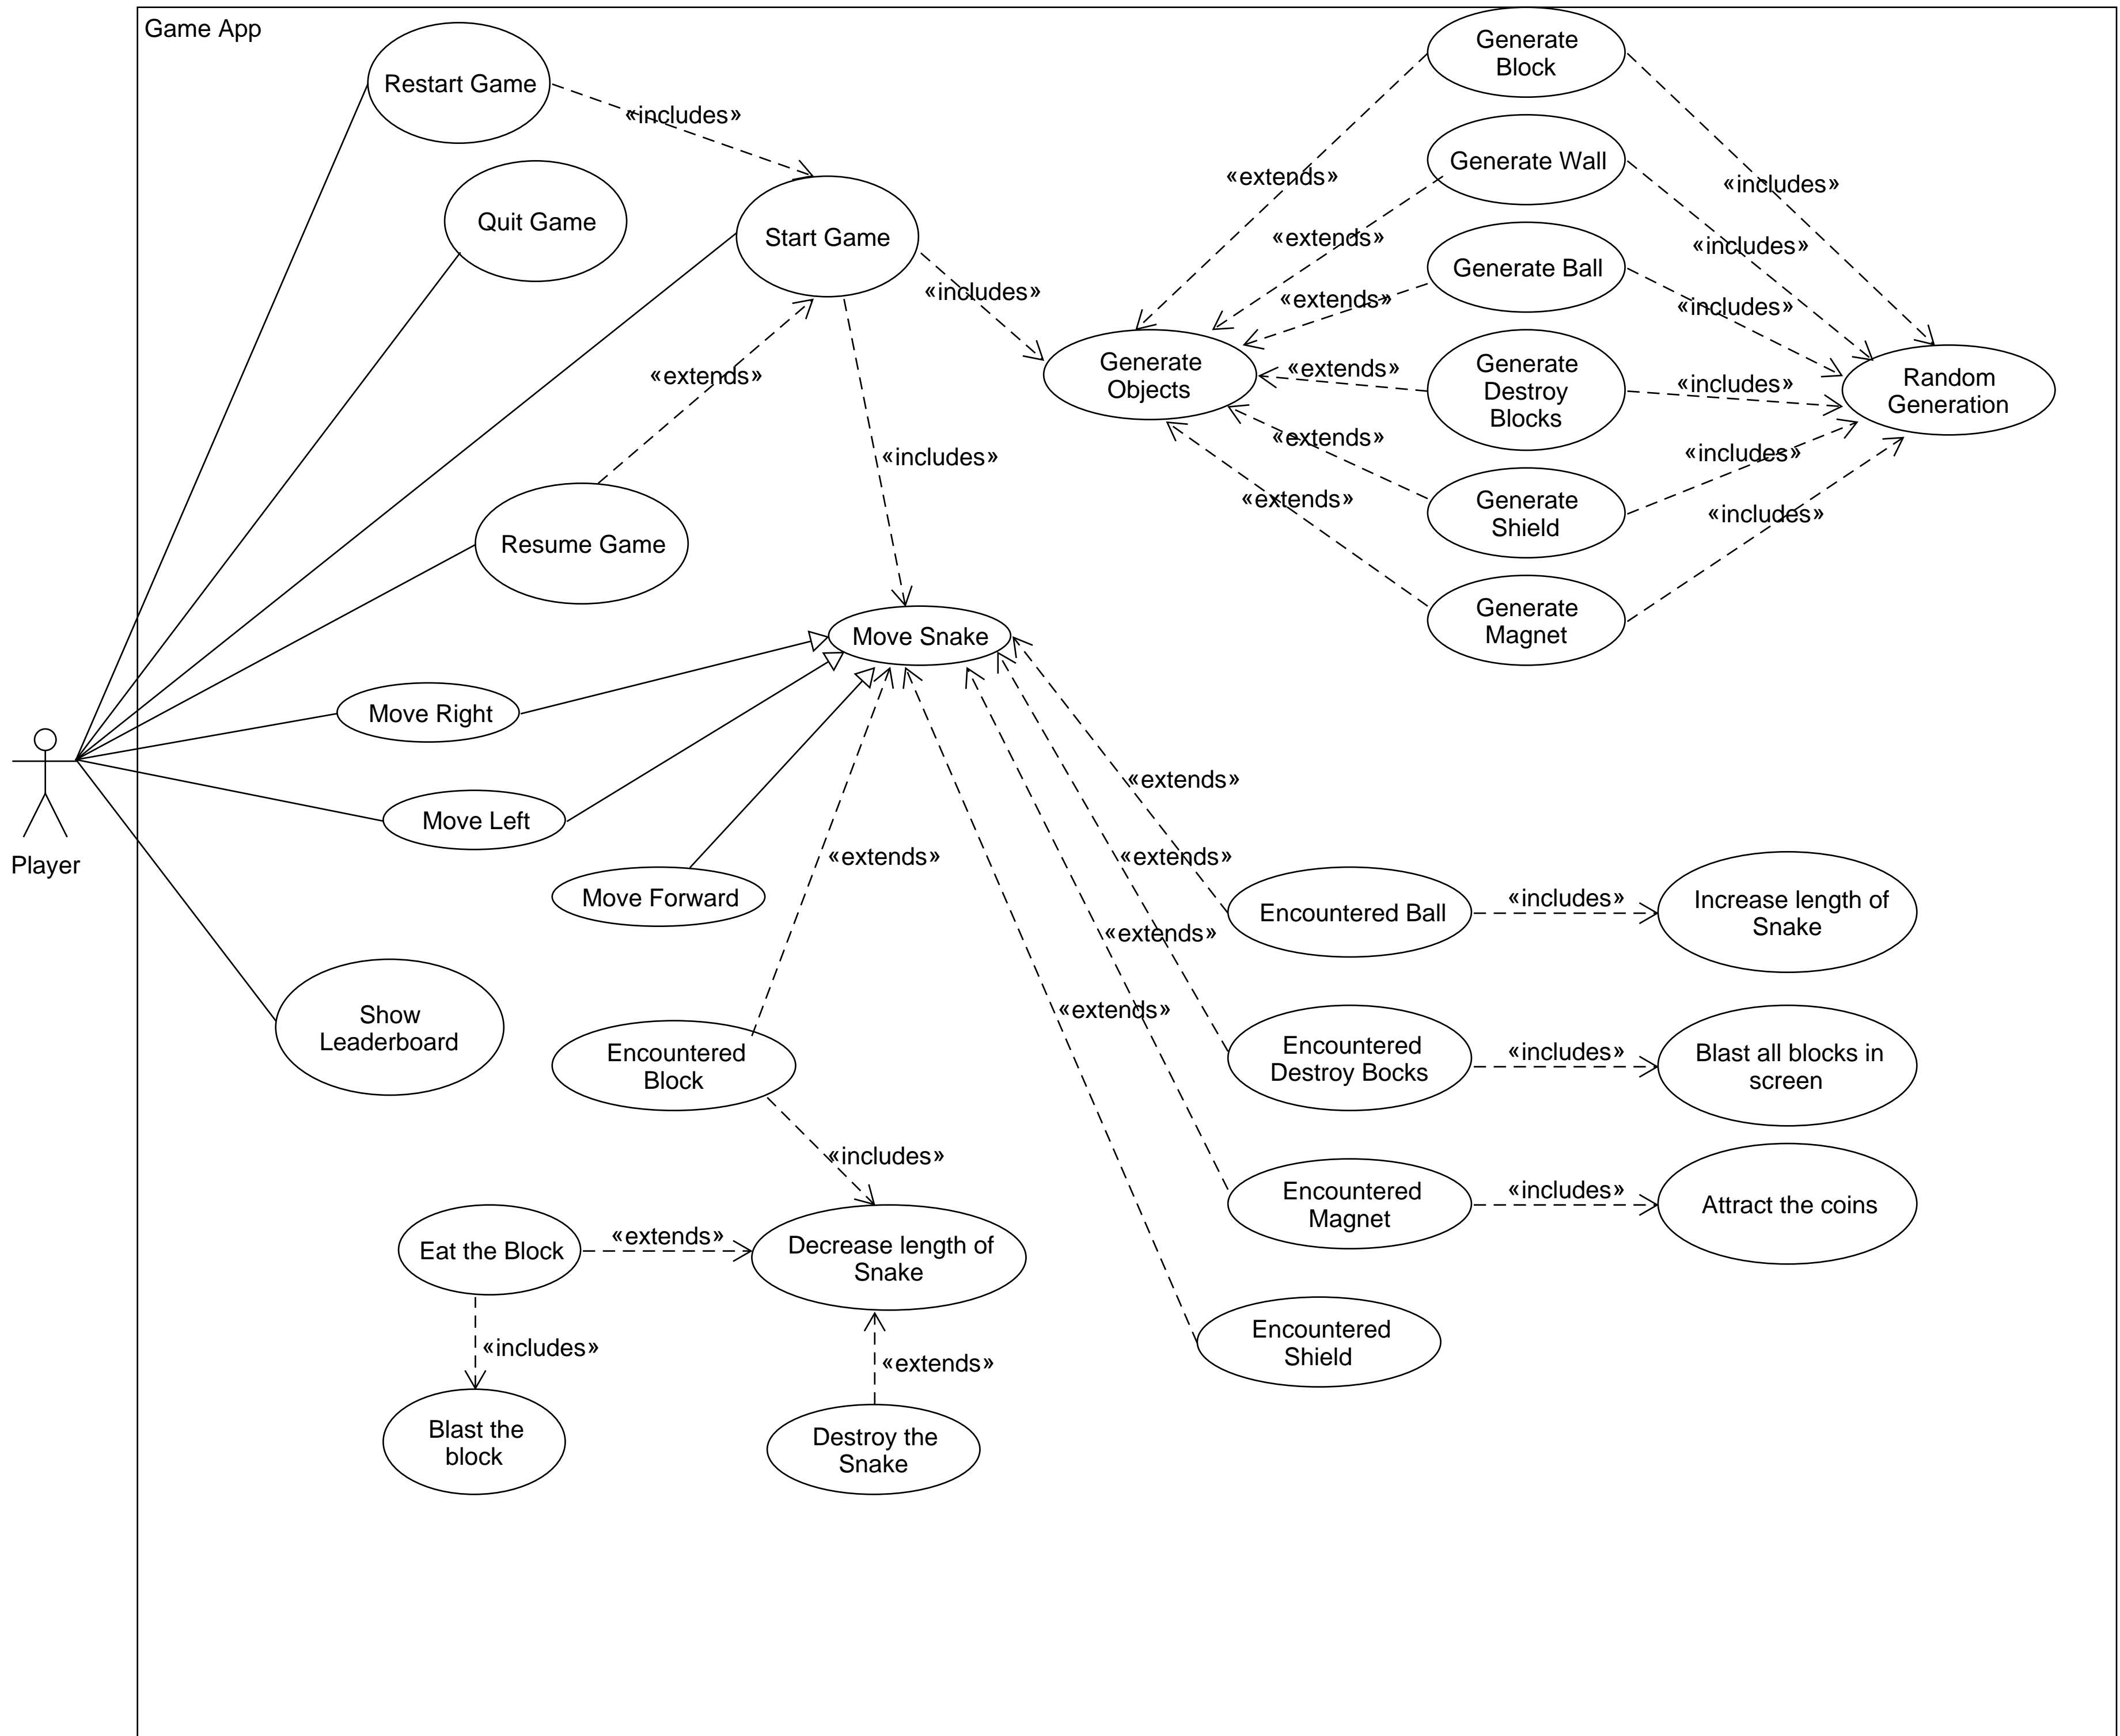 Game App
Restart Game
«includes»
Quit Game
Start Game
«includes»
«extends»
«includes»
Resume Game
Generate
Block
Generate Wall
Generate Ball
Generate
Destroy
Blocks
Generate
Shield
Generate
Magnet
«extends»
«extends»
«extends»
«extends»
«extends»
«extends»
«includes»
«includes»
«includes»
«includes»
«includes»
«includes»
Generate
Objects
Random
Generation
Move Snake
Move Right
Move Left
Move Forward
Player
Show
Leaderboard
«extends»
«extends»
«extends»
«extends»
«extends»
Encountered Ball
«includes»
Increase length of
Snake
Encountered
Block
Encountered
Destroy Bocks
«includes»
Blast all blocks in
screen
«includes»
Encountered
Magnet
«includes»
Attract the coins
Eat the Block
«extends»
Decrease length of
Snake
Encountered
Shield
«includes»
«extends»
Blast the
block
Destroy the
Snake